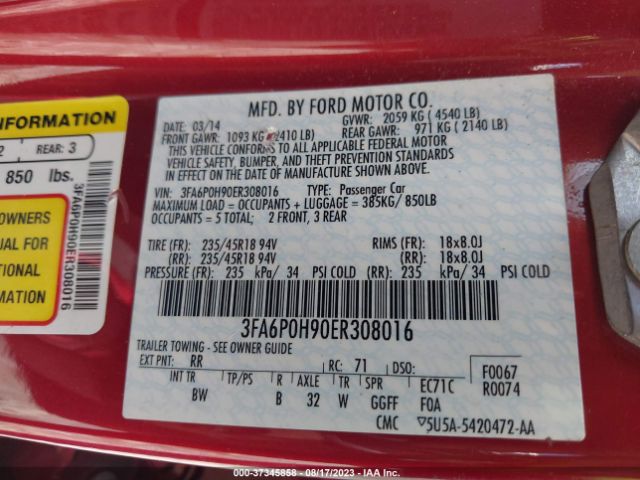 INFORMATION
2 REAR: 3
850 lbs.
OWNERS
UAL FOR
TIONAL
RMATION
3FA6P0H90ER308016
MFD. BY FORD MOTOR CO.
DATE: 03/14 GVWR: 2059 KG ( 4540 LB)
FRONT GAWR: 1093 KG 2410 LB) REAR GAWR: 971 KG ( 2140 LB)
THIS VEHICLE CONFORMS TO ALL APPLICABLE FEDERAL MOTOR
VEHICLE SAFETY, BUMPER, AND THEFT PREVENTION STANDARDS
IN EFFECT ON THE DATE OF MANUFACTURE SHOWN ABOVE.
VIN: 3FA6P0H90ER308016 TYPE: Passenger Car
MAXIMUM LOAD = OCCUPANTS + LUGGAGE = 385KG/ 850LB
OCCUPANTS = 5 TOTAL; 2 FRONT, 3 REAR
TIRE (FR): 235/45R18 94V RIMS (FR): 18x8.0J
(RR): 235/45R18 94V (RR): 18x8.0J
PRESSURE (FR): 235 kPa/ 34 PSI COLD (RR): 235 kPa/ 34 PSI COLD
3FA6P0H90ER308016
TRAILER TOWING - SEE OWNER GUIDE
EXT PNT: RR RC: 71 DSO: F0067
INT TR TP/PS R AXLE TR SPR EC71C R0074
BW B 32 W GGFF F0A
CMC 5U5A-5420472-AA
000-37345858 - 08/17/2023 - IAA Inc.